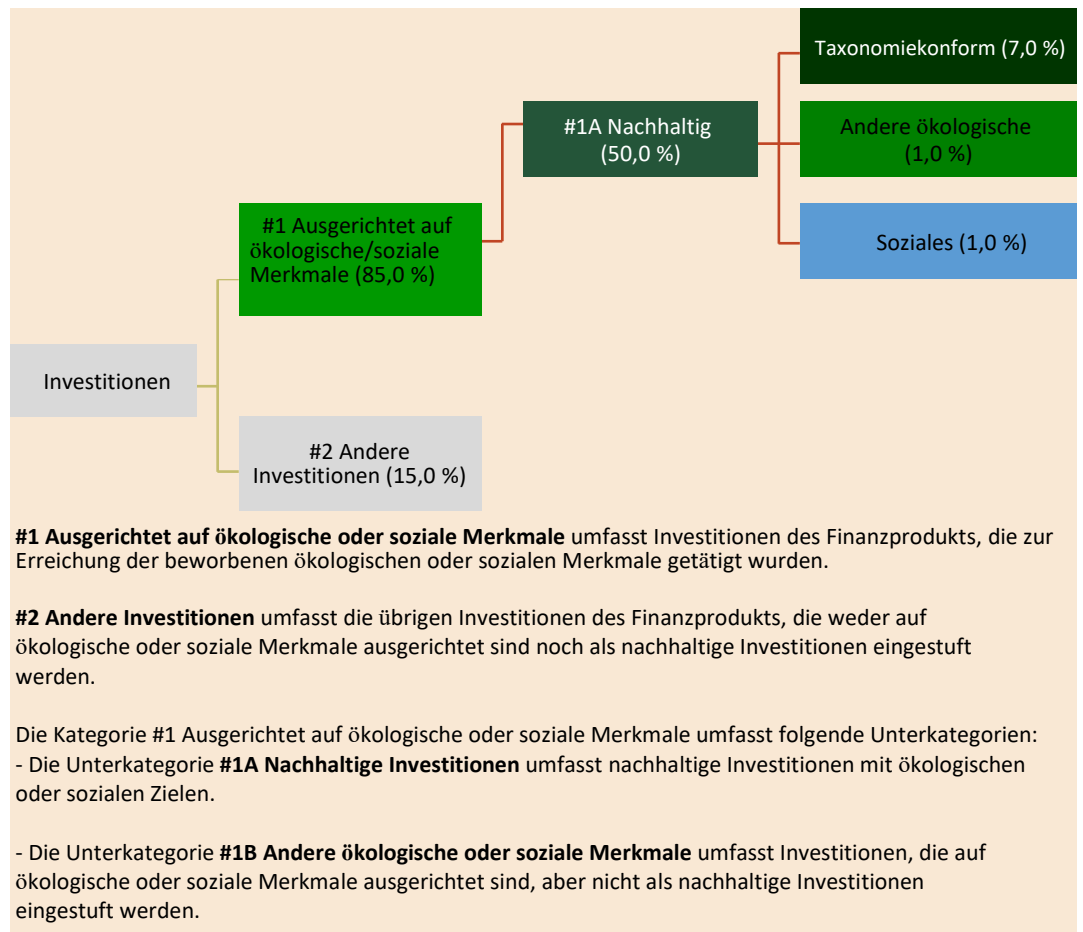 Taxonomiekonform (7,0 %)
#1A Nachhaltig
(50,0 %)
Andere ökologische
(1,0 %)
#1 Ausgerichtet auf
ökologische/soziale
Merkmale (85,0 %)
Soziales (1,0 %)
Investitionen
#2 Andere
Investitionen (15,0 %)
#1 Ausgerichtet auf ökologische oder soziale Merkmale umfasst Investitionen des Finanzprodukts, die zur
Erreichung der beworbenen ökologischen oder sozialen Merkmale getätigt wurden.
#2 Andere Investitionen umfasst die übrigen Investitionen des Finanzprodukts, die weder auf
ökologische oder soziale Merkmale ausgerichtet sind noch als nachhaltige Investitionen eingestuft
werden.
Die Kategorie #1 Ausgerichtet auf ökologische oder soziale Merkmale umfasst folgende Unterkategorien:
- Die Unterkategorie #1A Nachhaltige Investitionen umfasst nachhaltige Investitionen mit ökologischen
oder sozialen Zielen.
- Die Unterkategorie #1B Andere ökologische oder soziale Merkmale umfasst Investitionen, die auf
ökologische oder soziale Merkmale ausgerichtet sind, aber nicht als nachhaltige Investitionen
eingestuft werden.